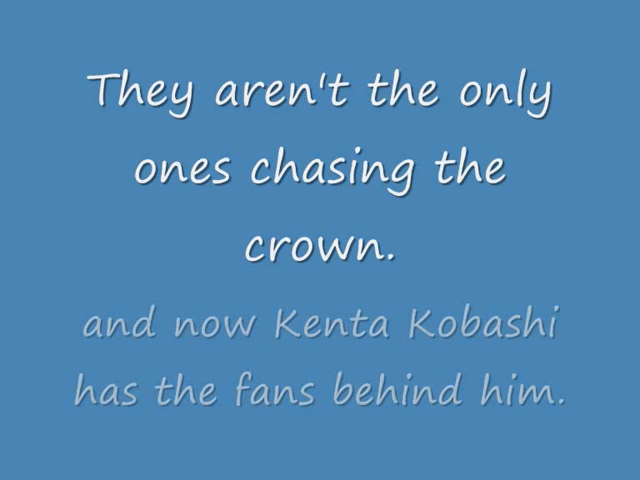 They aren't the only
ones chasing the
crown.
and now Kenta Kobashi
has the fans behind him.